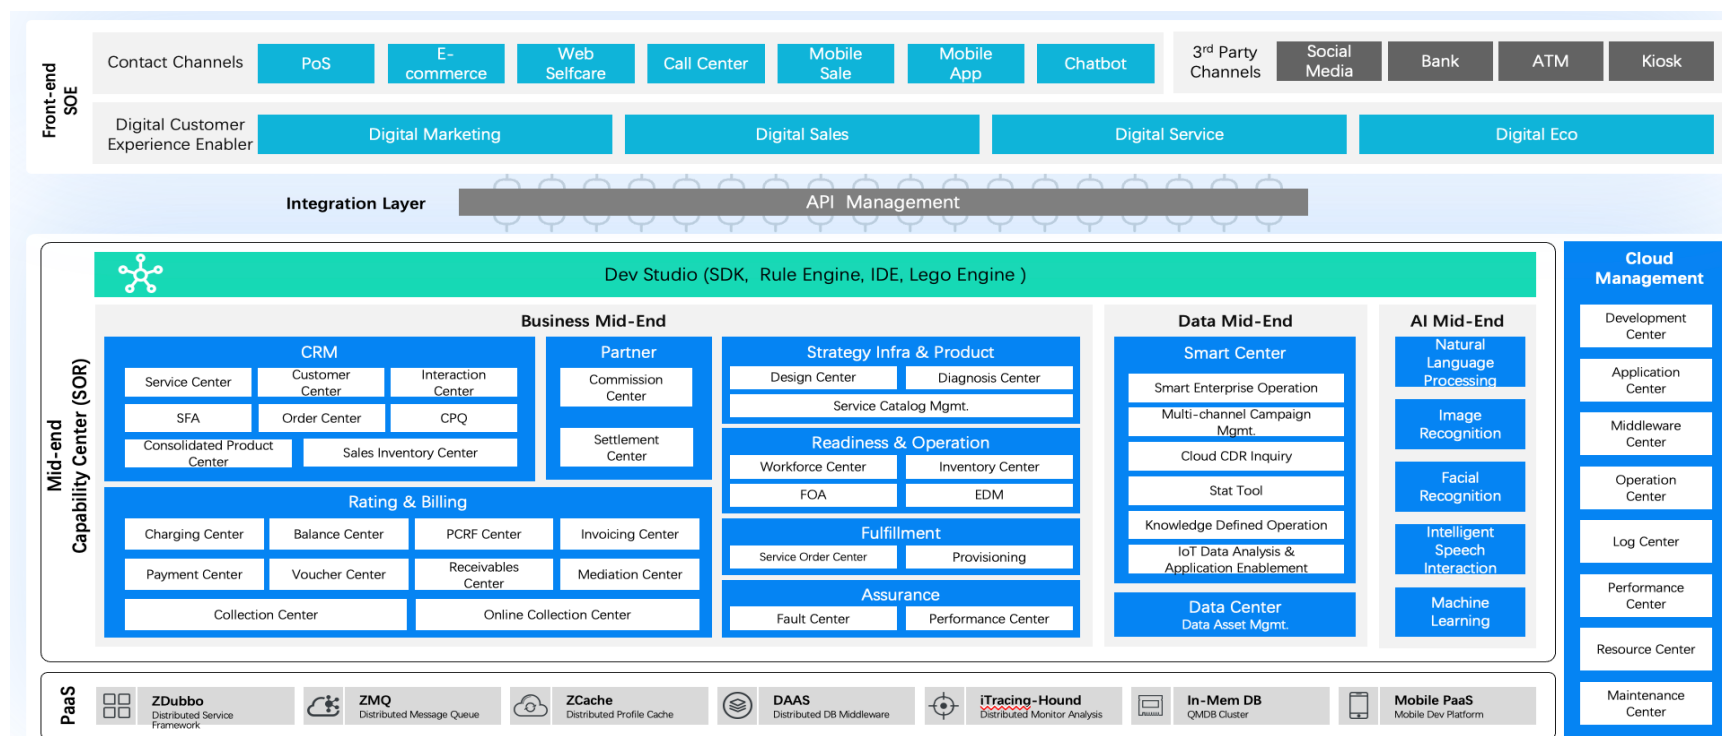 Front-end
SOE
Contact Channels
PoS
E-
commerce
Web
Selfcare
Call Center
Mobile
Sale
Mobile
App
Chatbot
3rd Party
Channels
Social
Media
Bank
ATM
Kiosk
Digital Customer
Experience Enabler
Digital Marketing
Digital Sales
Digital Service
Digital Eco
Integration Layer
API Management
Mid-end
Capability Center (SOR)
Dev Studio (SDK, Rule Engine, IDE, Lego Engine )
Business Mid-End
CRM
Service Center
Customer
Center
Interaction
Center
SFA
Order Center
CPQ
Consolidated Product
Center
Sales Inventory Center
Partner
Commission
Center
Settlement
Center
Rating & Billing
Charging Center
Balance Center
PCRF Center
Invoicing Center
Payment Center
Voucher Center
Receivables
Center
Mediation Center
Collection Center
Online Collection Center
Strategy Infra & Product
Design Center
Diagnosis Center
Service Catalog Mgmt.
Readiness & Operation
Workforce Center
Inventory Center
FOA
EDM
Fulfillment
Service Order Center
Provisioning
Assurance
Fault Center
Performance Center
Data Mid-End
Smart Center
Smart Enterprise Operation
Multi-channel Campaign
Mgmt.
Cloud CDR Inquiry
Stat Tool
Knowledge Defined Operation
IoT Data Analysis &
Application Enablement
Data Center
Data Asset Mgmt.
AI Mid-End
Natural
Language
Processing
Image
Recognition
Facial
Recognition
Intelligent
Speech
Interaction
Machine
Learning
Cloud
Management
Development
Center
Application
Center
Middleware
Center
Operation
Center
Log Center
Performance
Center
Resource Center
Maintenance
Center
PaaS
ZDubbo
Distributed Service
Framework
ZMQ
Distributed Message Queue
ZCache
Distributed Profile Cache
DAAS
Distributed DB Middleware
iTracing-Hound
Distributed Monitor Analysis
In-Mem DB
QMDB Cluster
Mobile PaaS
Mobile Dev Platform